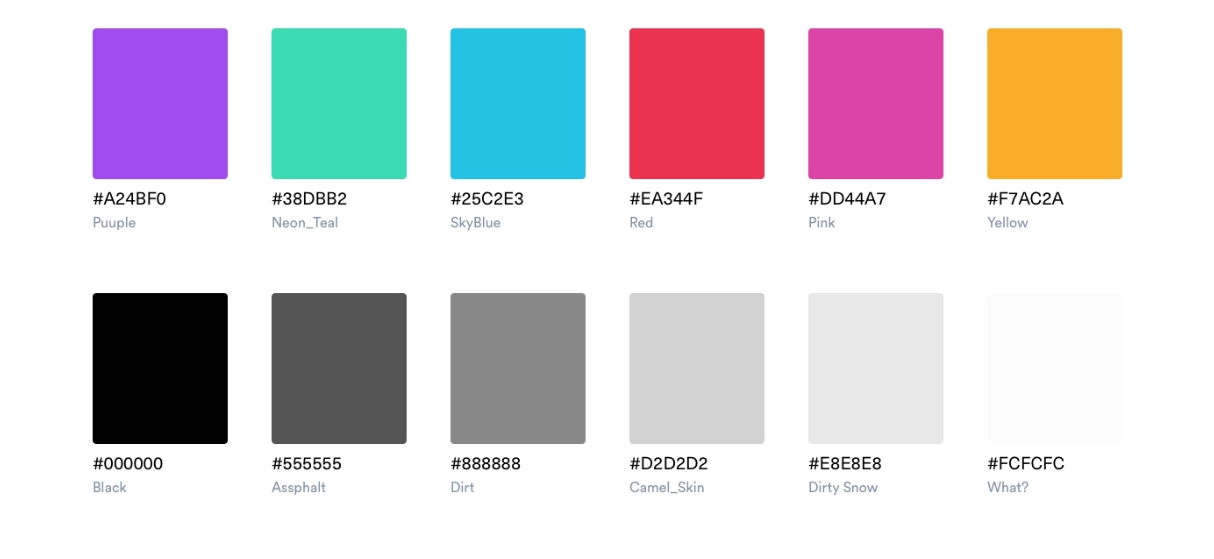 #A24BF0 #38DBB2 #25C2E3 #EA344F #DD44A7 #F7AC2A
Puuple Neon_Teal SkyBlue Red Pink Yellow
#000000 #555555 #888888 #D2D2D2 #E8E8E8 #FCFCFC
Black Assphalt Dirt Camel_Skin Dirty Snow What?